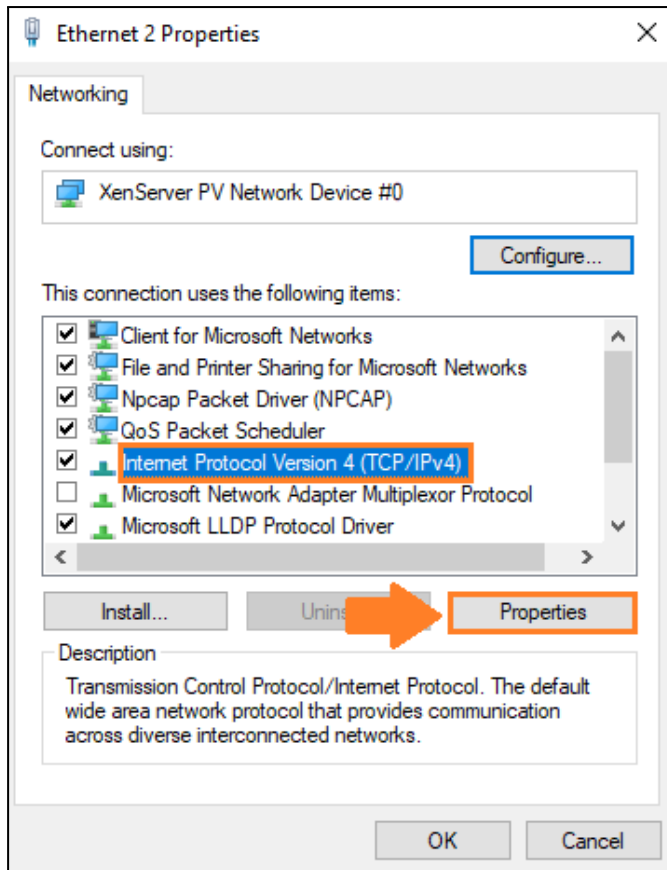 Ethernet 2 Properties
Networking
Connect using:
XenServer PV Network Device #0
Configure...
This connection uses the following items:
Client for Microsoft Networks
File and Printer Sharing for Microsoft Networks
Npcap Packet Driver (NPCAP)
QoS Packet Scheduler
Internet Protocol Version 4 (TCP/IPv4)
Microsoft Network Adapter Multiplexor Protocol
Microsoft LLDP Protocol Driver
Install...
Properties
Description
Transmission Control Protocol/Internet Protocol. The default
wide area network protocol that provides communication
across diverse interconnected networks.
OK
Cancel